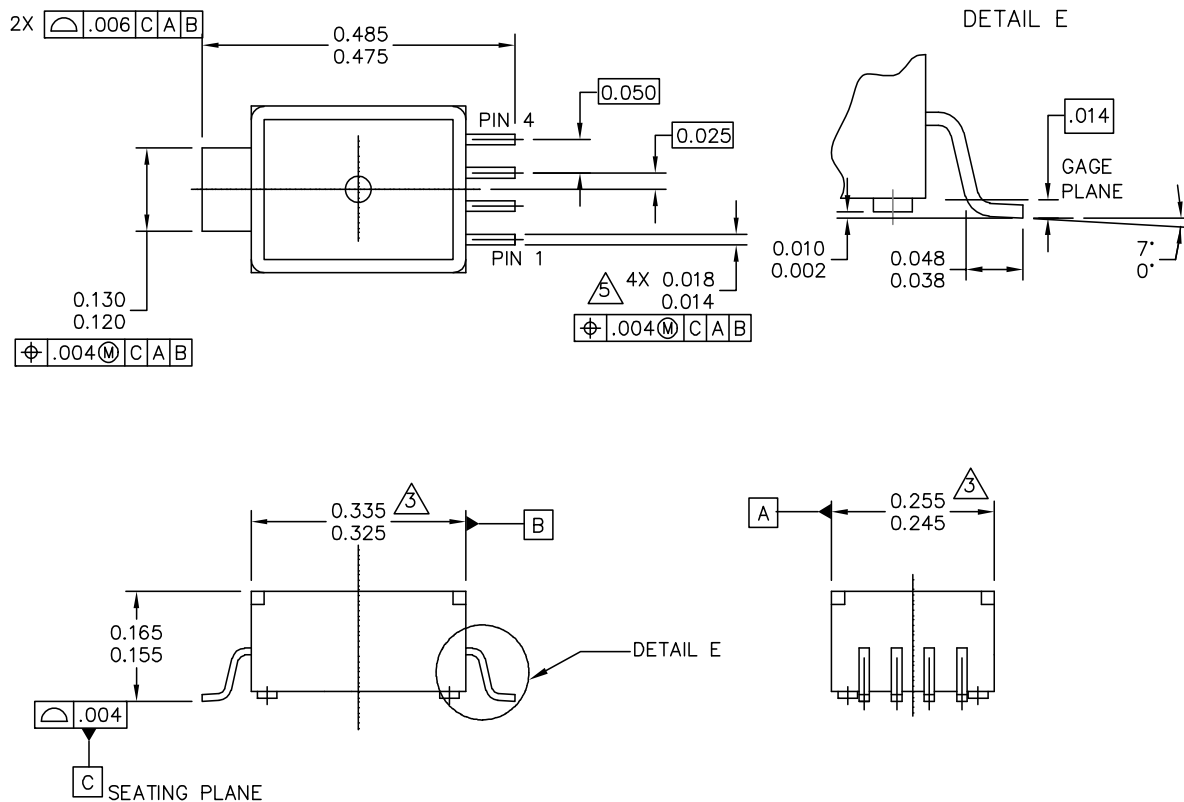 2X ⌓ .006 C A B
0.485
0.475
0.050
PIN 4
0.025
PIN 1
0.130
0.120
⌖ .004 Ⓜ C A B
5 4X 0.018
0.014
⌖ .004 Ⓜ C A B
DETAIL E
.014
GAGE
PLANE
0.010
0.002
0.048
0.038
7°
0°
0.335 3
0.325
B
0.165
0.155
DETAIL E
⌓ .004
C SEATING PLANE
A
0.255 3
0.245